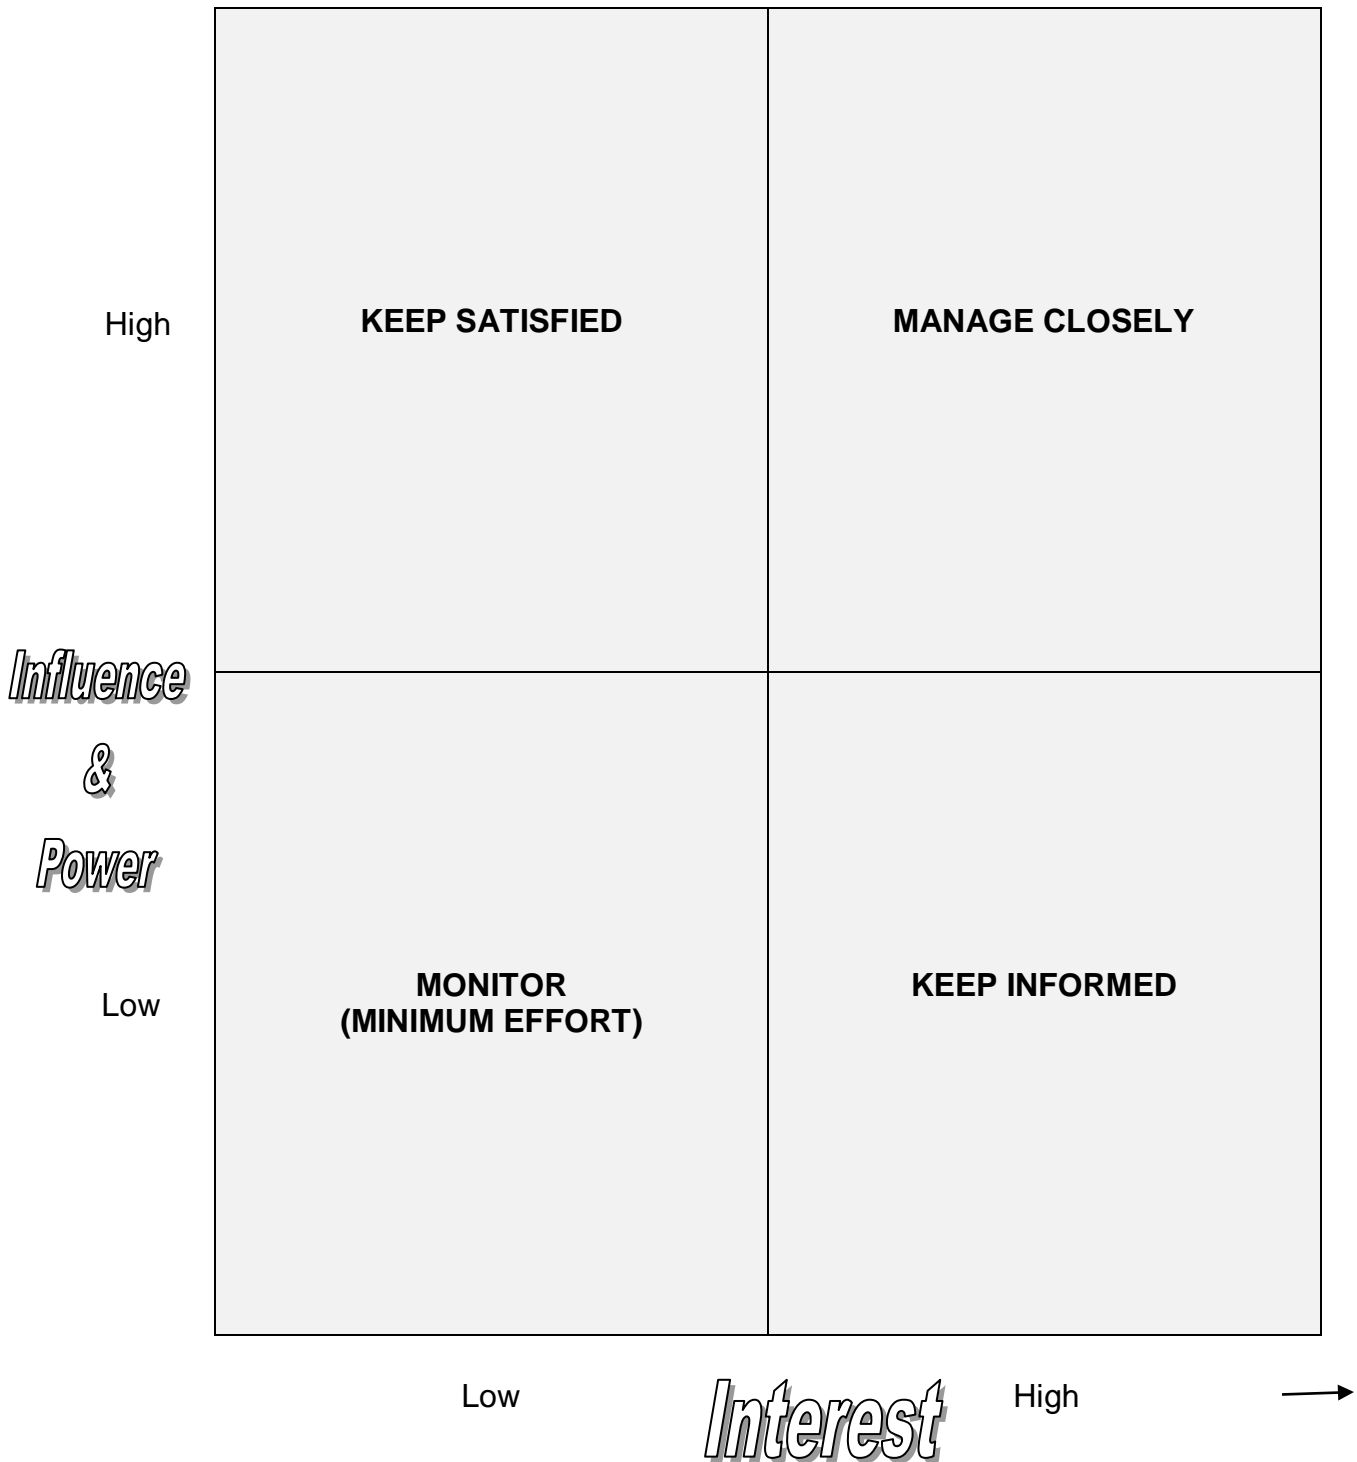 High
KEEP SATISFIED
MANAGE CLOSELY
Influence
&
Power
Low
MONITOR
(MINIMUM EFFORT)
KEEP INFORMED
Low
Interest
High